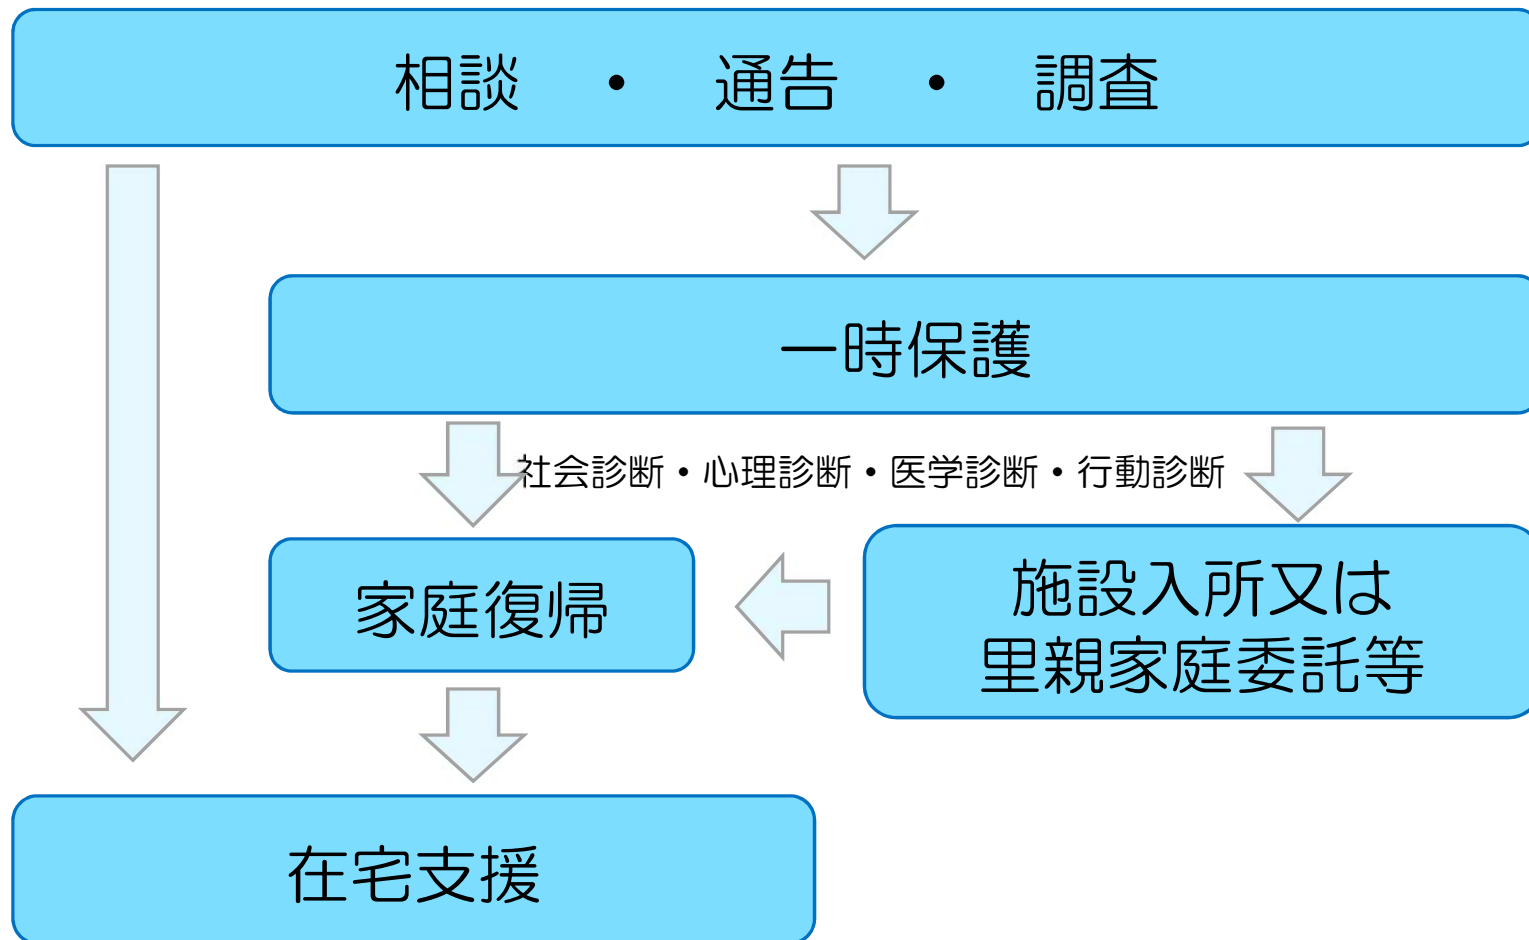 相談　・　通告　・　調査
一時保護
社会診断・心理診断・医学診断・行動診断
家庭復帰
施設入所又は
里親家庭委託等
在宅支援